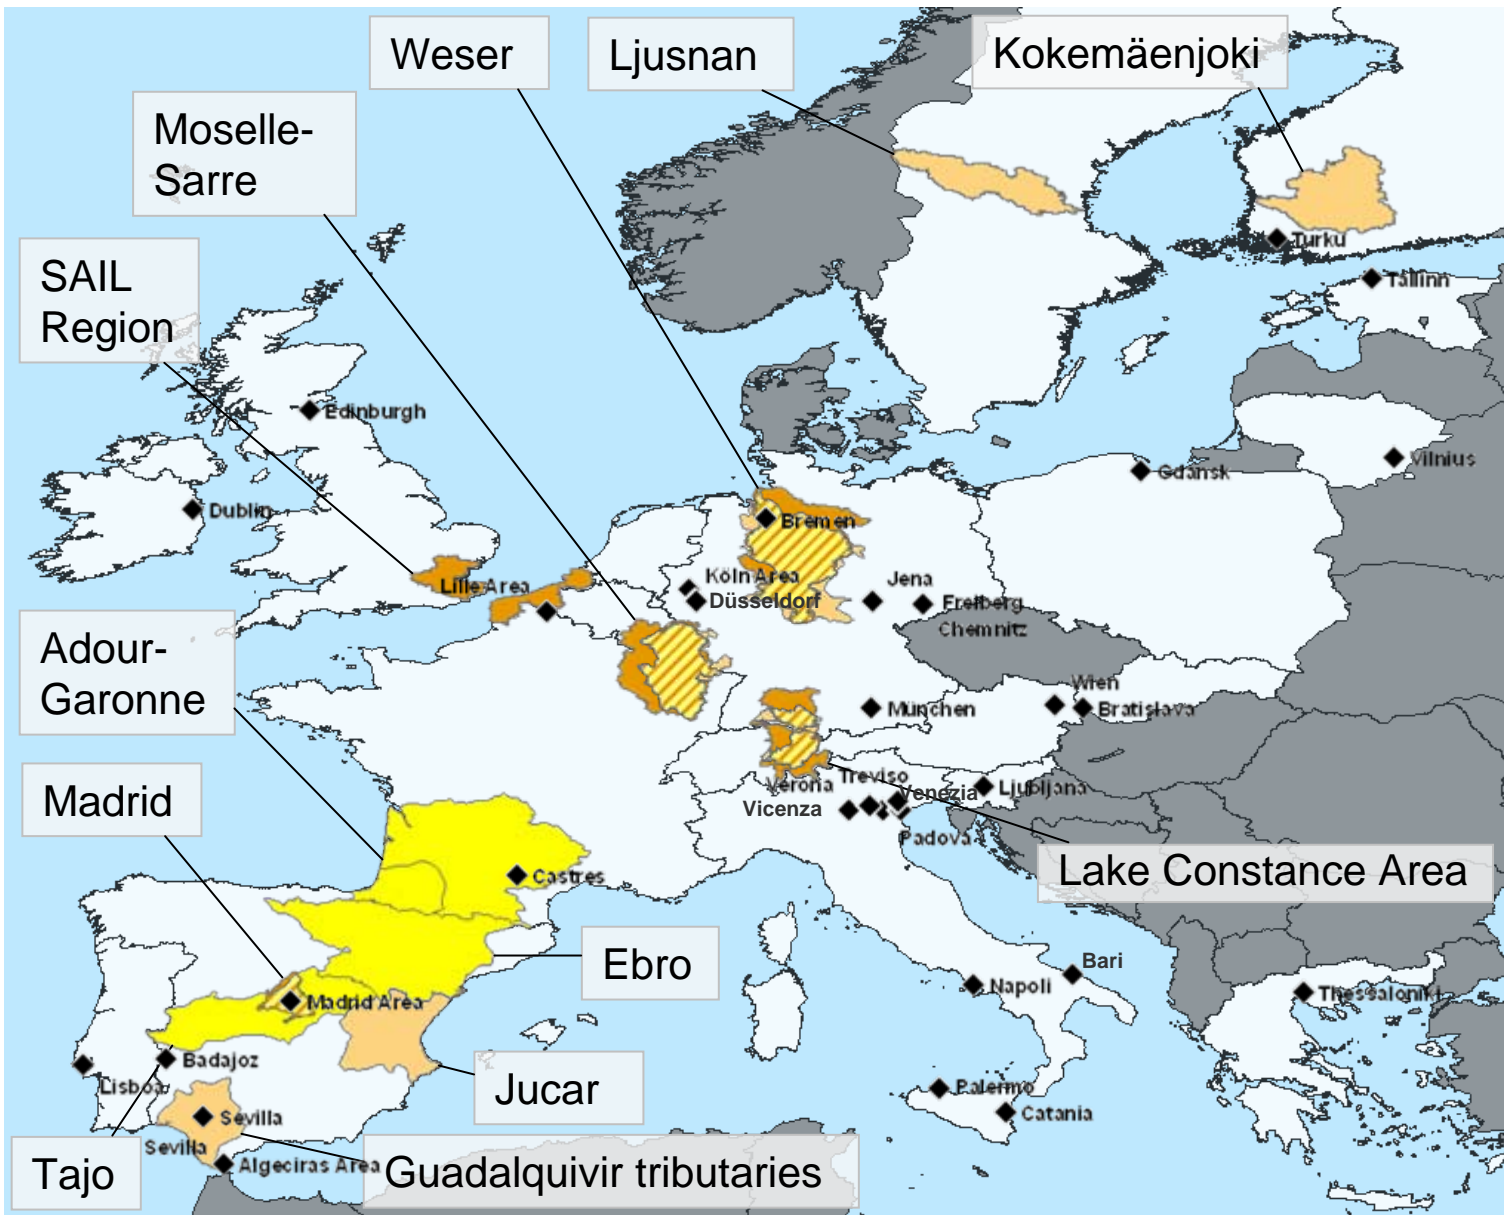 Weser
Ljusnan
Kokemäenjoki
Moselle-
Sarre
SAIL
Region
Turku
Tallinn
Edinburgh
Vilnius
Gdansk
Dublin
Bremen
Lille Area
Köln Area
Düsseldorf
Jena
Freiberg
Chemnitz
Adour-
Garonne
Wien
München
Bratislava
Madrid
Verona
Treviso
Venezia
Ljubljana
Vicenza
Padova
Lake Constance Area
Castres
Ebro
Bari
Napoli
Thessaloniki
Madrid Area
Badajoz
Lisboa
Jucar
Palermo
Catania
Sevilla
Sevilla
Tajo
Algeciras Area
Guadalquivir tributaries